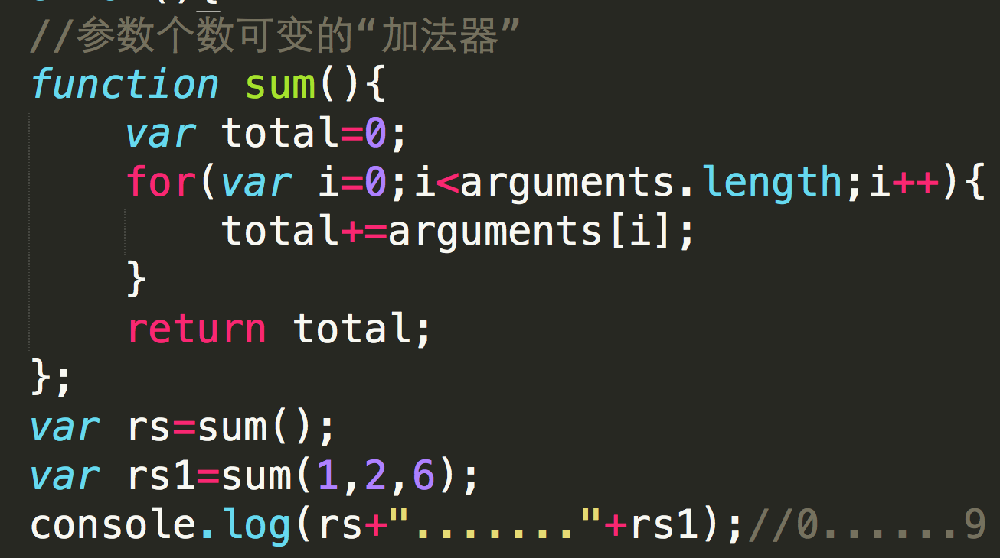 //参数个数可变的“加法器”
function sum(){
    var total=0;
    for(var i=0;i<arguments.length;i++){
        total+=arguments[i];
    }
    return total;
};
var rs=sum();
var rs1=sum(1,2,6);
console.log(rs+"......."+rs1);//0......9